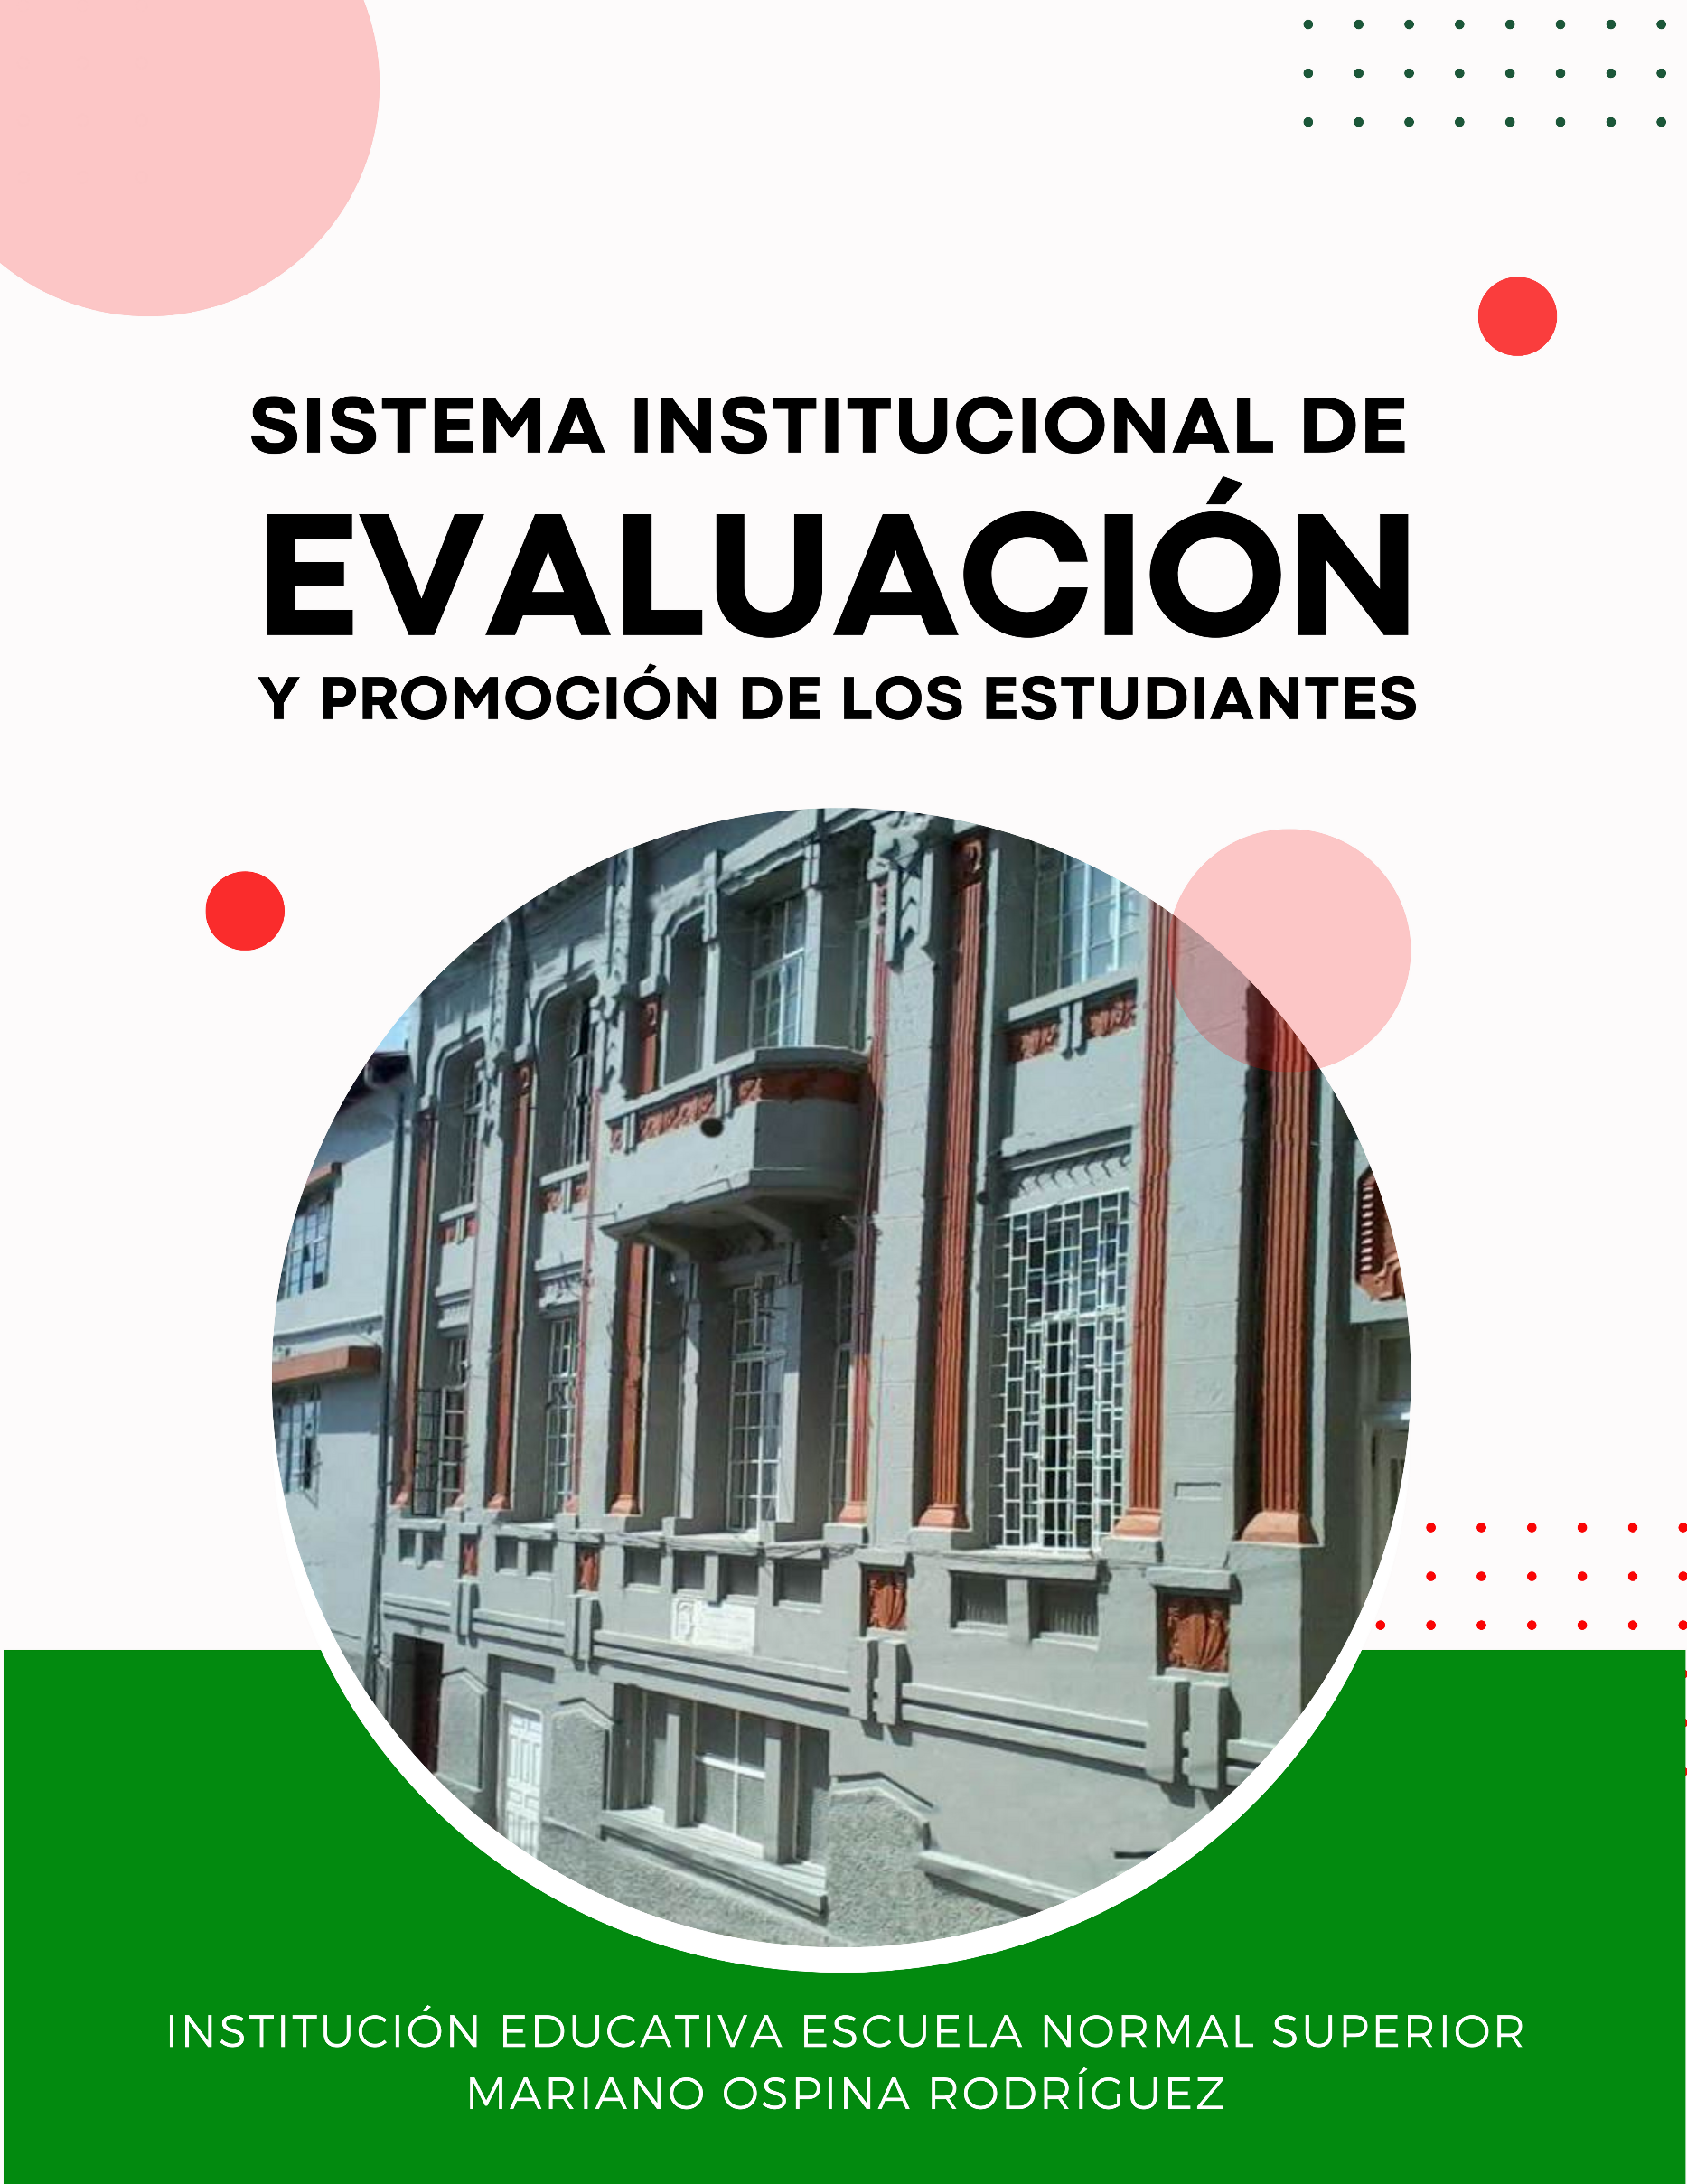 SISTEMA INSTITUCIONAL DE
EVALUACIÓN
Y PROMOCIÓN DE LOS ESTUDIANTES
INSTITUCIÓN EDUCATIVA ESCUELA NORMAL SUPERIOR
MARIANO OSPINA RODRÍGUEZ